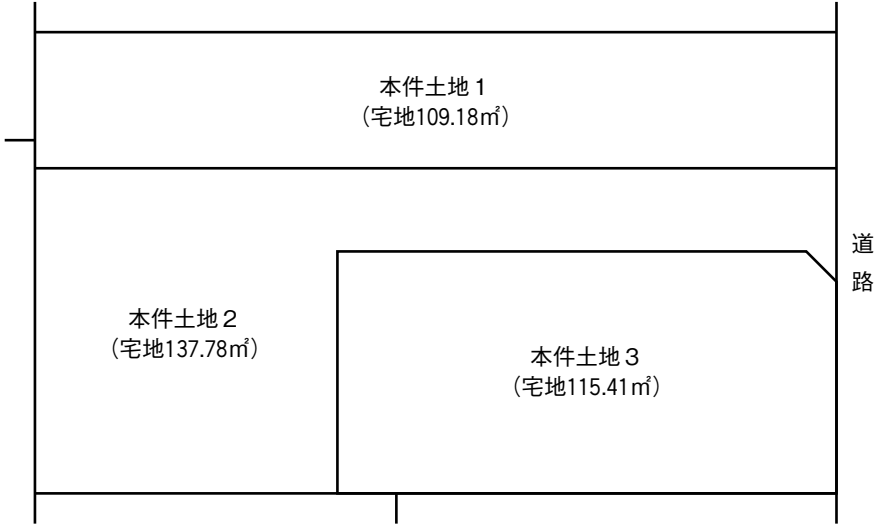 本件土地１
（宅地109.18㎡）
道
路
本件土地２
（宅地137.78㎡）
本件土地３
（宅地115.41㎡）